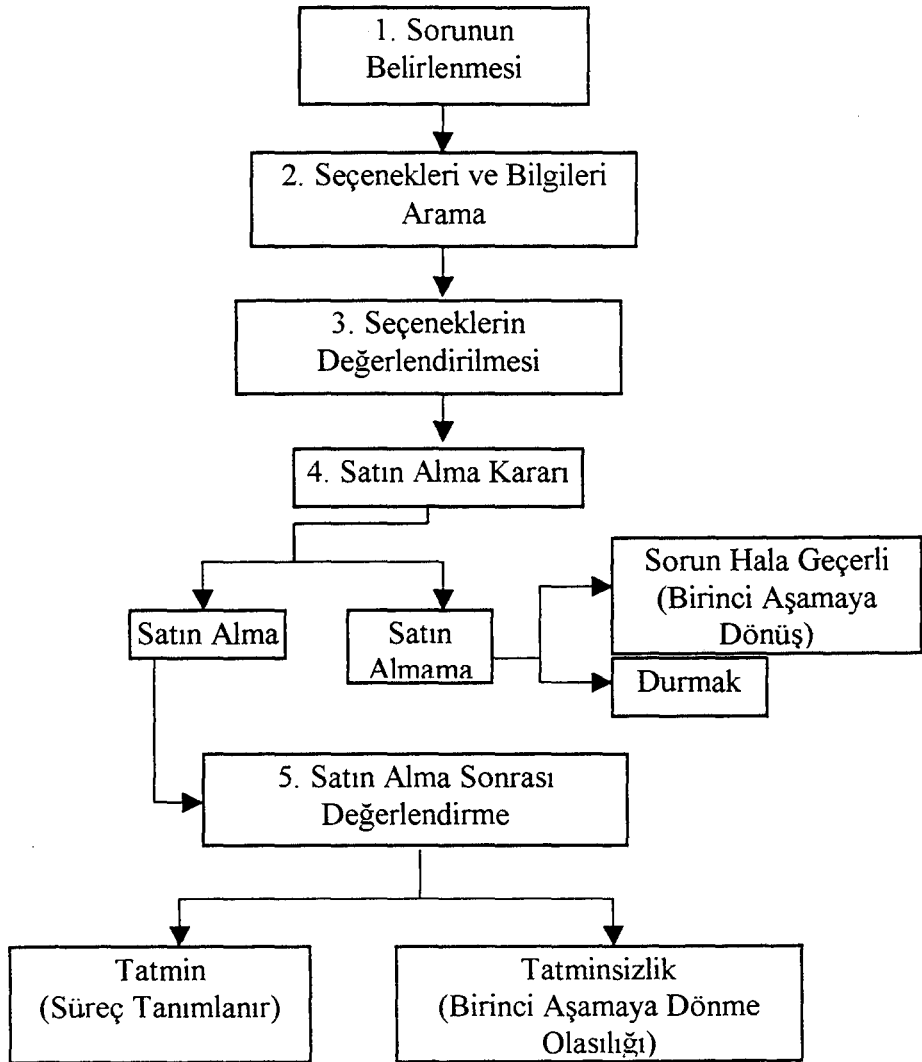 1. Sorunun
Belirlenmesi
2. Seçenekleri ve Bilgileri
Arama
3. Seçeneklerin
Değerlendirilmesi
4. Satın Alma Kararı
Satın Alma
Satın
Almama
Sorun Hala Geçerli
(Birinci Aşamaya
Dönüş)
Durmak
5. Satın Alma Sonrası
Değerlendirme
Tatmin
(Süreç Tanımlanır)
Tatminsizlik
(Birinci Aşamaya Dönme
Olasılığı)